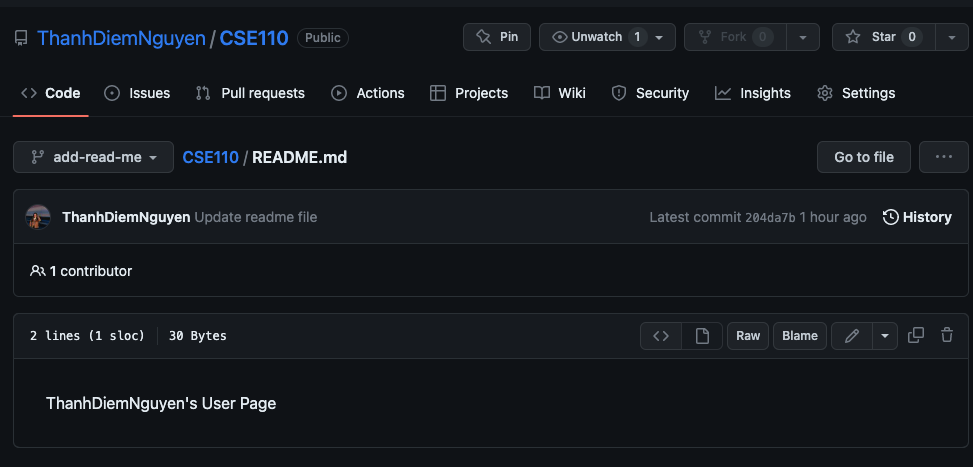 ThanhDiemNguyen / CSE110 Public Pin Unwatch 1 Fork 0 Star 0
Code Issues Pull requests Actions Projects Wiki Security Insights Settings
add-read-me CSE110 / README.md Go to file ...
ThanhDiemNguyen Update readme file Latest commit 204da7b 1 hour ago History
1 contributor
2 lines (1 sloc) 30 Bytes Raw Blame
ThanhDiemNguyen's User Page